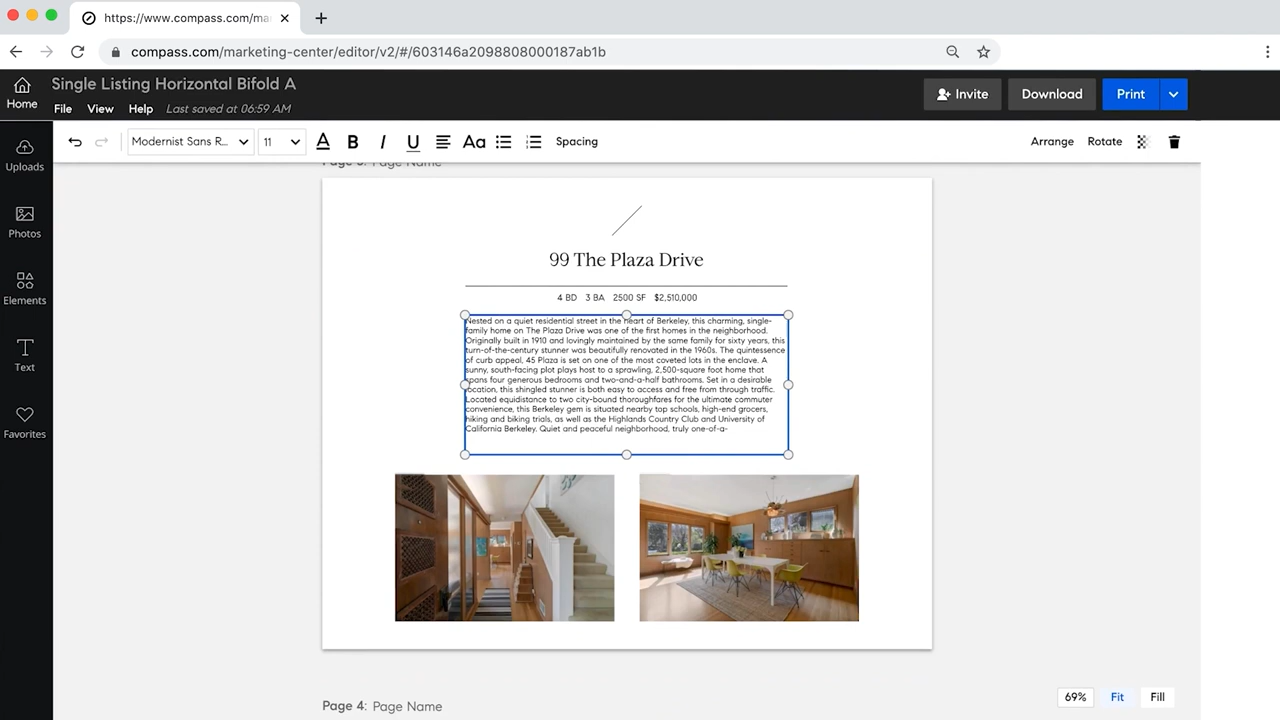 https://www.compass.com/ma
compass.com/marketing-center/editor/v2/#/603146a2098808000187ab1b
Home
Single Listing Horizontal Bifold A
File View Help Last saved at 06:59 AM
Invite Download Print
Modernist Sans R... 11 A B I U Aa Spacing Arrange Rotate
Uploads
Photos
Elements
Text
Favorites
Page Name
99 The Plaza Drive
4 BD 3 BA 2500 SF $2,510,000
Nested on a quiet residential street in the heart of Berkeley, this charming, single-
family home on The Plaza Drive was one of the first homes in the neighborhood.
Originally built in 1910 and lovingly maintained by the same family for sixty years, this
turn-of-the-century stunner was beautifully renovated in the 1960s. The quintessence
of curb appeal, 45 Plaza is set on one of the most coveted lots in the enclave. A
sunny, south-facing plot plays host to a sprawling, 2,500-square foot home that
spans four generous bedrooms and two-and-a-half bathrooms. Set in a desirable
location, this shingled stunner is both easy to access and free from through traffic.
Located equidistance to two city-bound thoroughfares for the ultimate commuter
convenience, this Berkeley gem is situated nearby top schools, high-end grocers,
hiking and biking trials, as well as the Highlands Country Club and University of
California Berkeley. Quiet and peaceful neighborhood, truly one-of-a-
69% Fit Fill
Page 4: Page Name